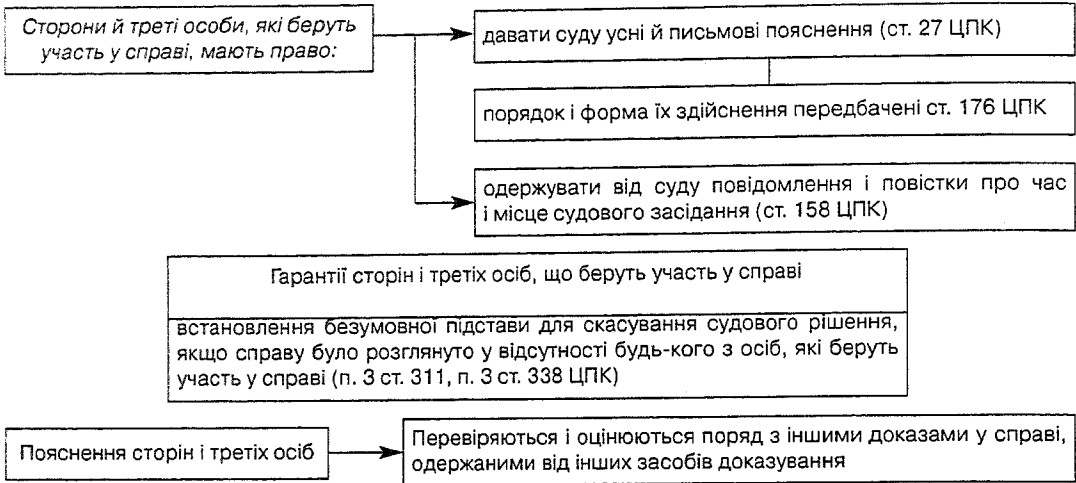 Сторони й треті особи, які беруть
участь у справі, мають право:
давати суду усні й письмові пояснення (ст. 27 ЦПК)
порядок і форма їх здійснення передбачені ст. 176 ЦПК
одержувати від суду повідомлення і повістки про час
і місце судового засідання (ст. 158 ЦПК)
Гарантії сторін і третіх осіб, що беруть участь у справі
встановлення безумовної підстави для скасування судового рішення,
якщо справу було розглянуто у відсутності будь-кого з осіб, які беруть
участь у справі (п. 3 ст. 311, п. 3 ст. 338 ЦПК)
Пояснення сторін і третіх осіб
Перевіряються і оцінюються поряд з іншими доказами у справі,
одержаними від інших засобів доказування